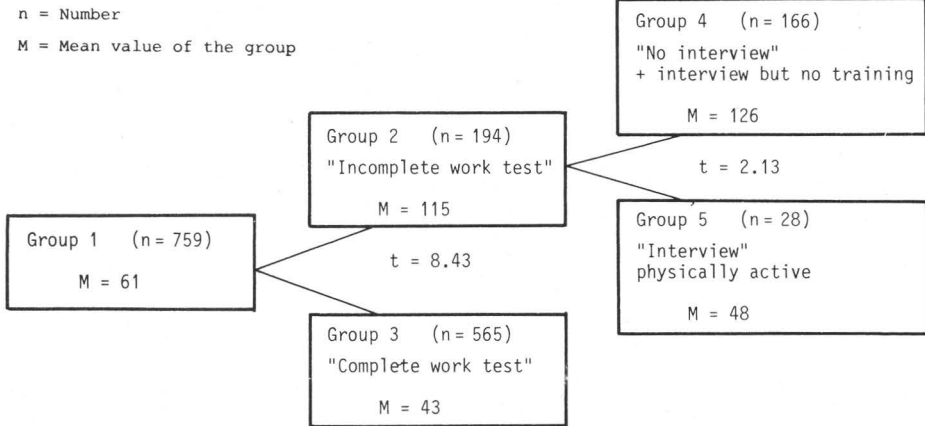 n = Number
M = Mean value of the group
Group 1 (n = 759)
M = 61
Group 2 (n = 194)
"Incomplete work test"
M = 115
t = 8.43
Group 3 (n = 565)
"Complete work test"
M = 43
Group 4 (n = 166)
"No interview"
+ interview but no training
M = 126
t = 2.13
Group 5 (n = 28)
"Interview"
physically active
M = 48